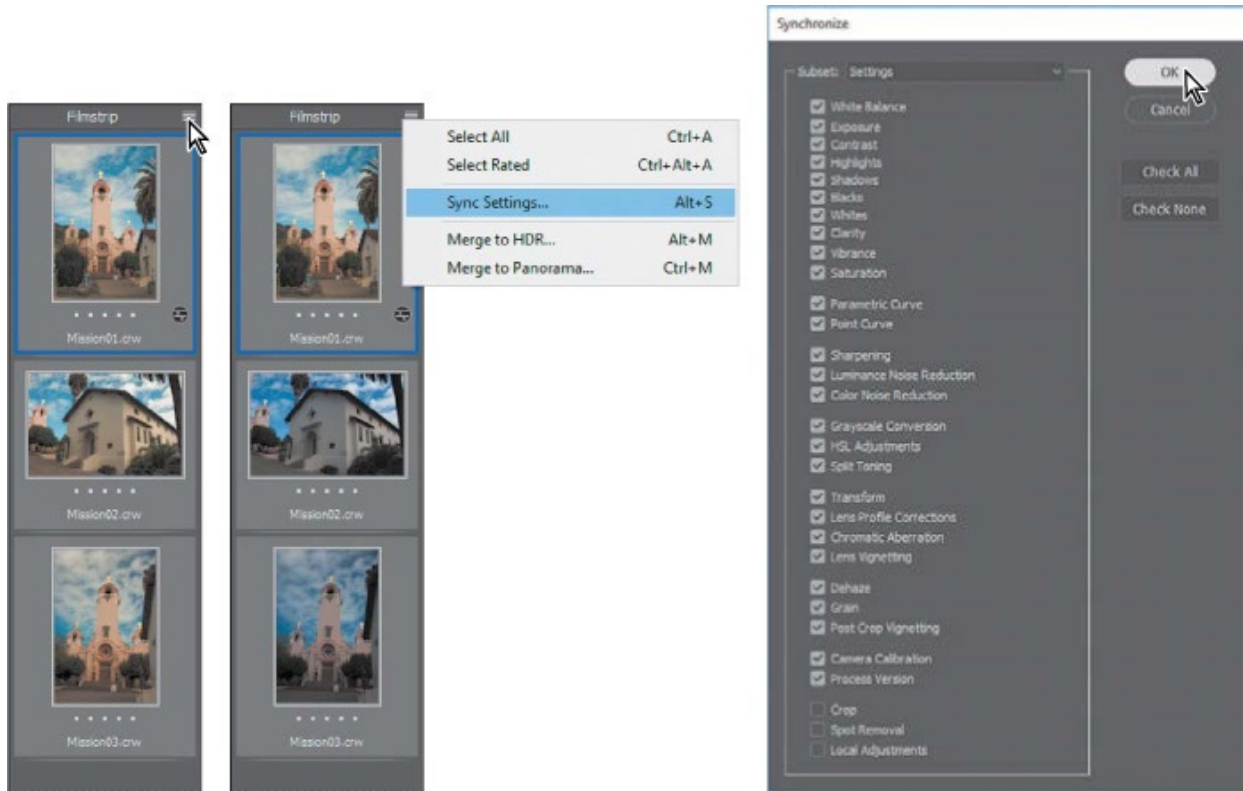 Filmstrip
Mission01.crw
Mission02.crw
Mission03.crw
Filmstrip
Mission01.crw
Mission02.crw
Mission03.crw
Select All Ctrl+A
Select Rated Ctrl+Alt+A
Sync Settings... Alt+S
Merge to HDR... Alt+M
Merge to Panorama... Ctrl+M
Synchronize
Subset: Settings
White Balance
Exposure
Contrast
Highlights
Shadows
Blacks
Whites
Clarity
Vibrance
Saturation
Parametric Curve
Point Curve
Sharpening
Luminance Noise Reduction
Color Noise Reduction
Grayscale Conversion
HSL Adjustments
Split Toning
Transform
Lens Profile Corrections
Chromatic Aberration
Lens Vignetting
Dehaze
Grain
Post Crop Vignetting
Camera Calibration
Process Version
Crop
Spot Removal
Local Adjustments
OK
Cancel
Check All
Check None